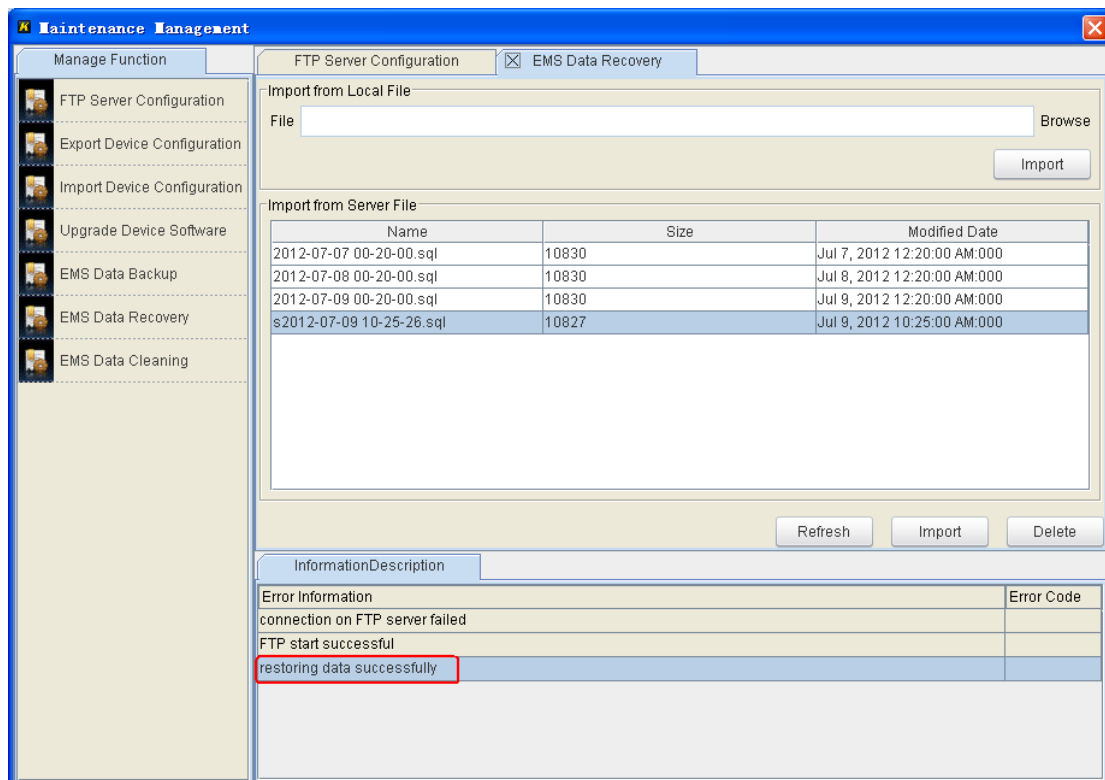 Maintenance Management
Manage Function
FTP Server Configuration
Export Device Configuration
Import Device Configuration
Upgrade Device Software
EMS Data Backup
EMS Data Recovery
EMS Data Cleaning
FTP Server Configuration EMS Data Recovery
Import from Local File
File Browse
Import
Import from Server File
Name Size Modified Date
2012-07-07 00-20-00.sql 10830 Jul 7, 2012 12:20:00 AM:000
2012-07-08 00-20-00.sql 10830 Jul 8, 2012 12:20:00 AM:000
2012-07-09 00-20-00.sql 10830 Jul 9, 2012 12:20:00 AM:000
s2012-07-09 10-25-26.sql 10827 Jul 9, 2012 10:25:00 AM:000
Refresh Import Delete
InformationDescription
Error Information Error Code
connection on FTP server failed
FTP start successful
restoring data successfully